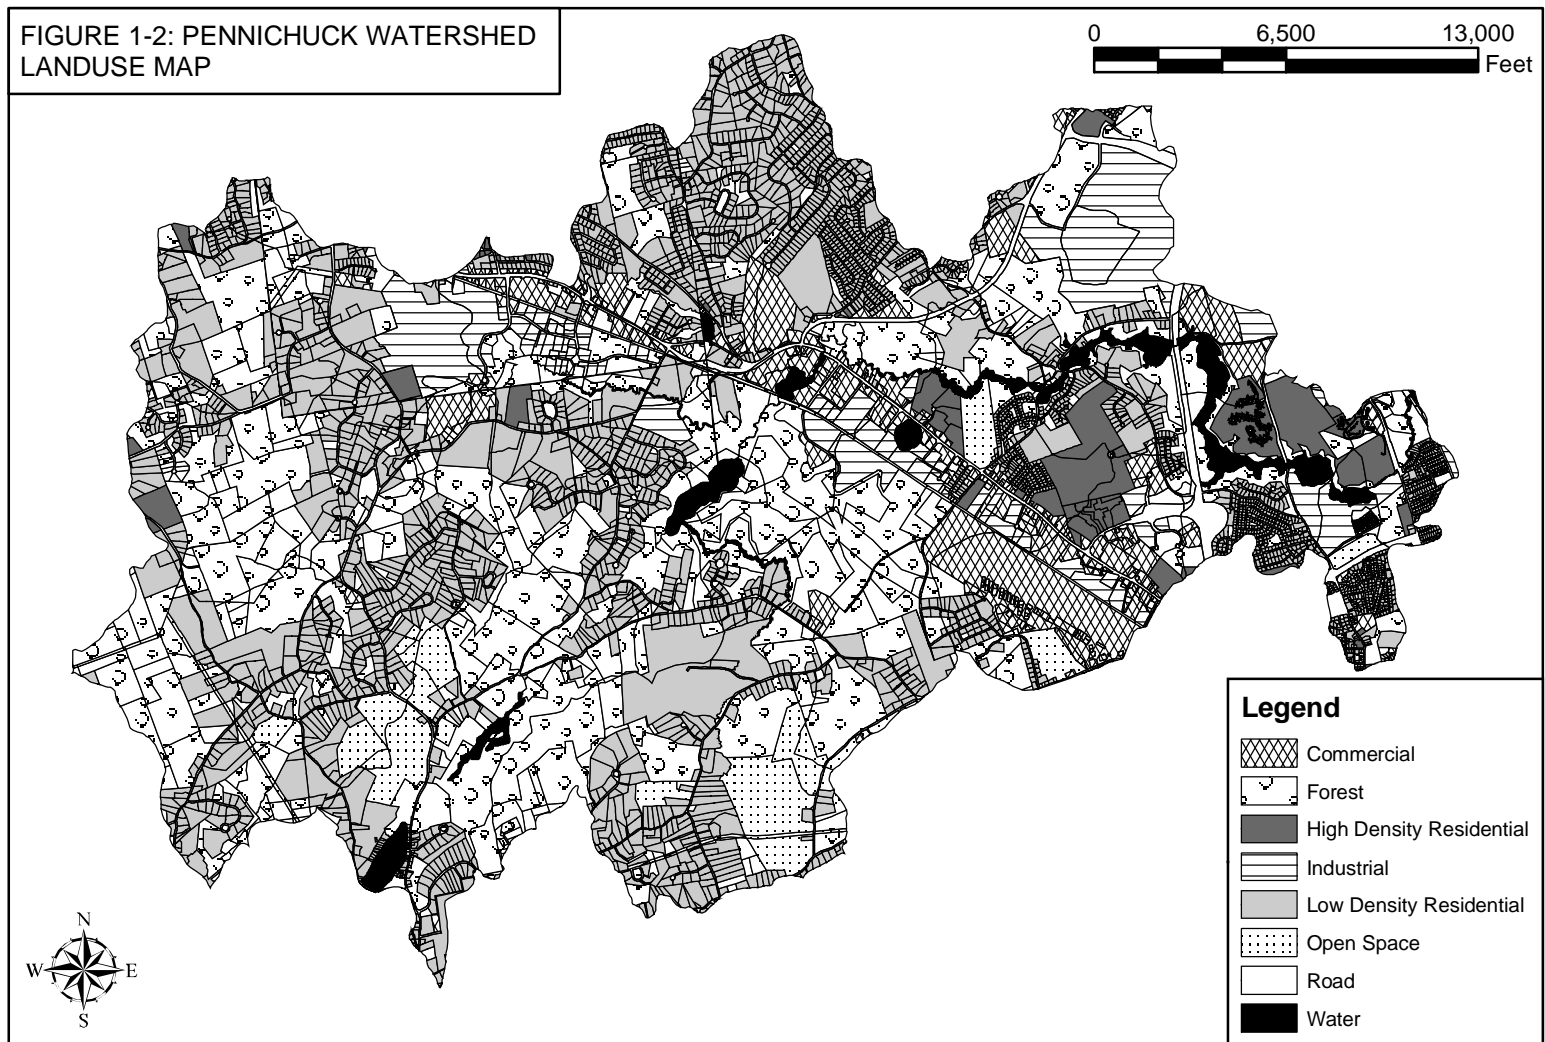 FIGURE 1-2: PENNICHUCK WATERSHED
LANDUSE MAP
0 6,500 13,000
Feet
Legend
Commercial
Forest
High Density Residential
Industrial
Low Density Residential
Open Space
Road
Water
N
W E
S